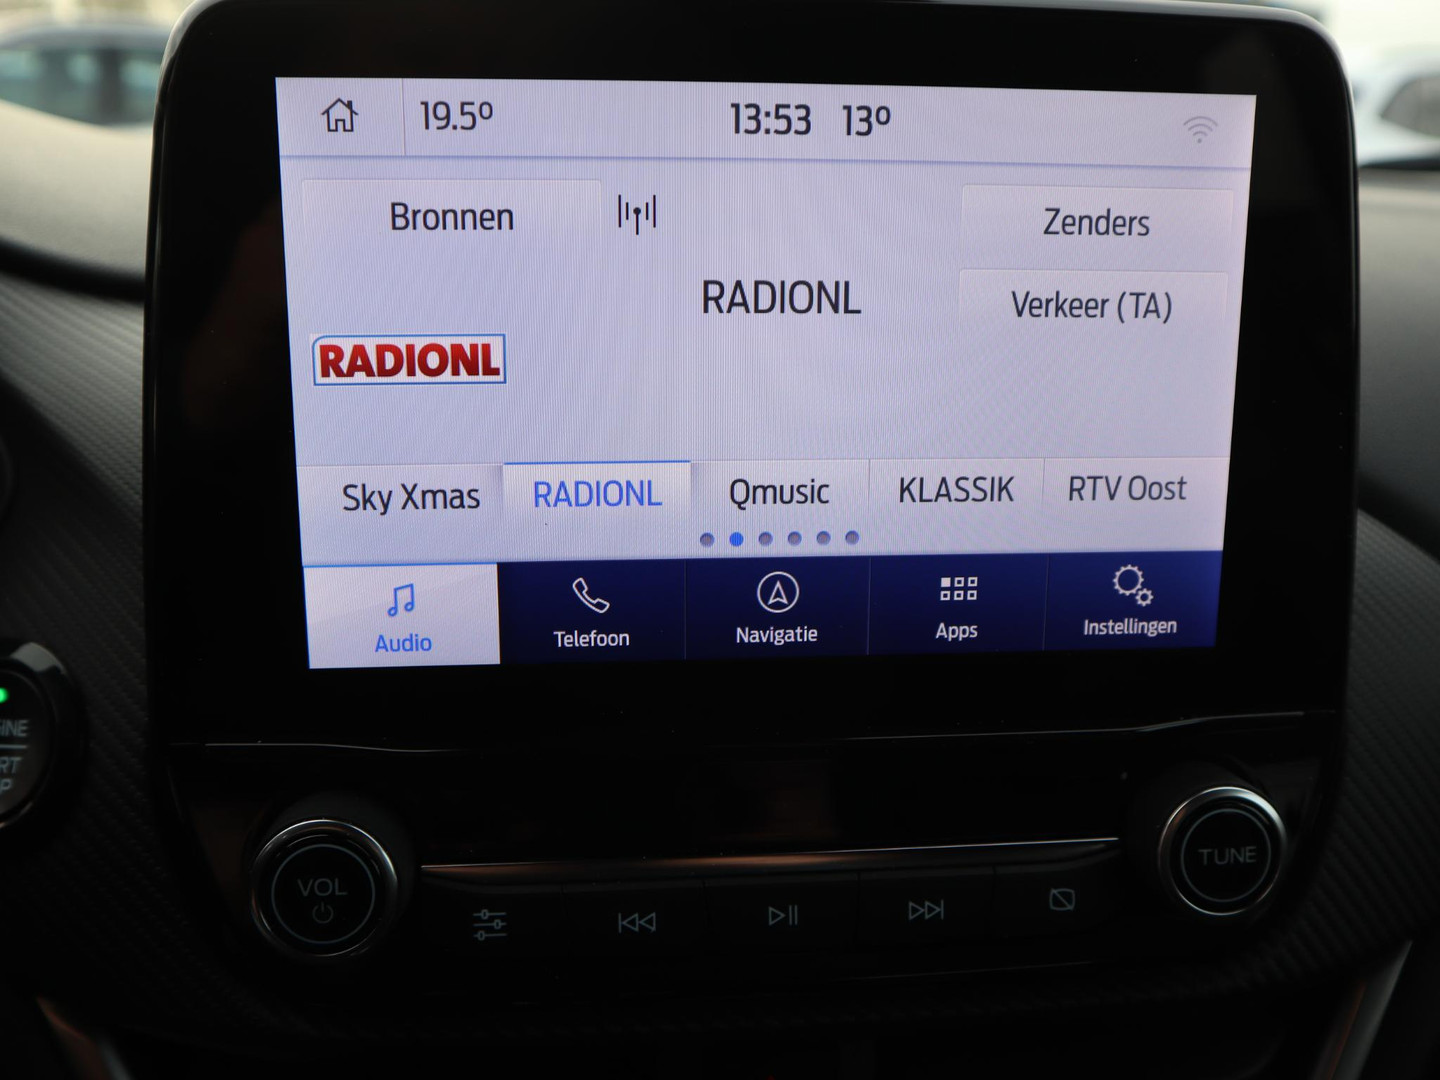 19.5º
13:53 13º
Bronnen
Zenders
RADIONL
Verkeer (TA)
RADIONL
Sky Xmas
RADIONL
Qmusic
KLASSIK
RTV Oost
Audio
Telefoon
Navigatie
Apps
Instellingen
VOL
TUNE